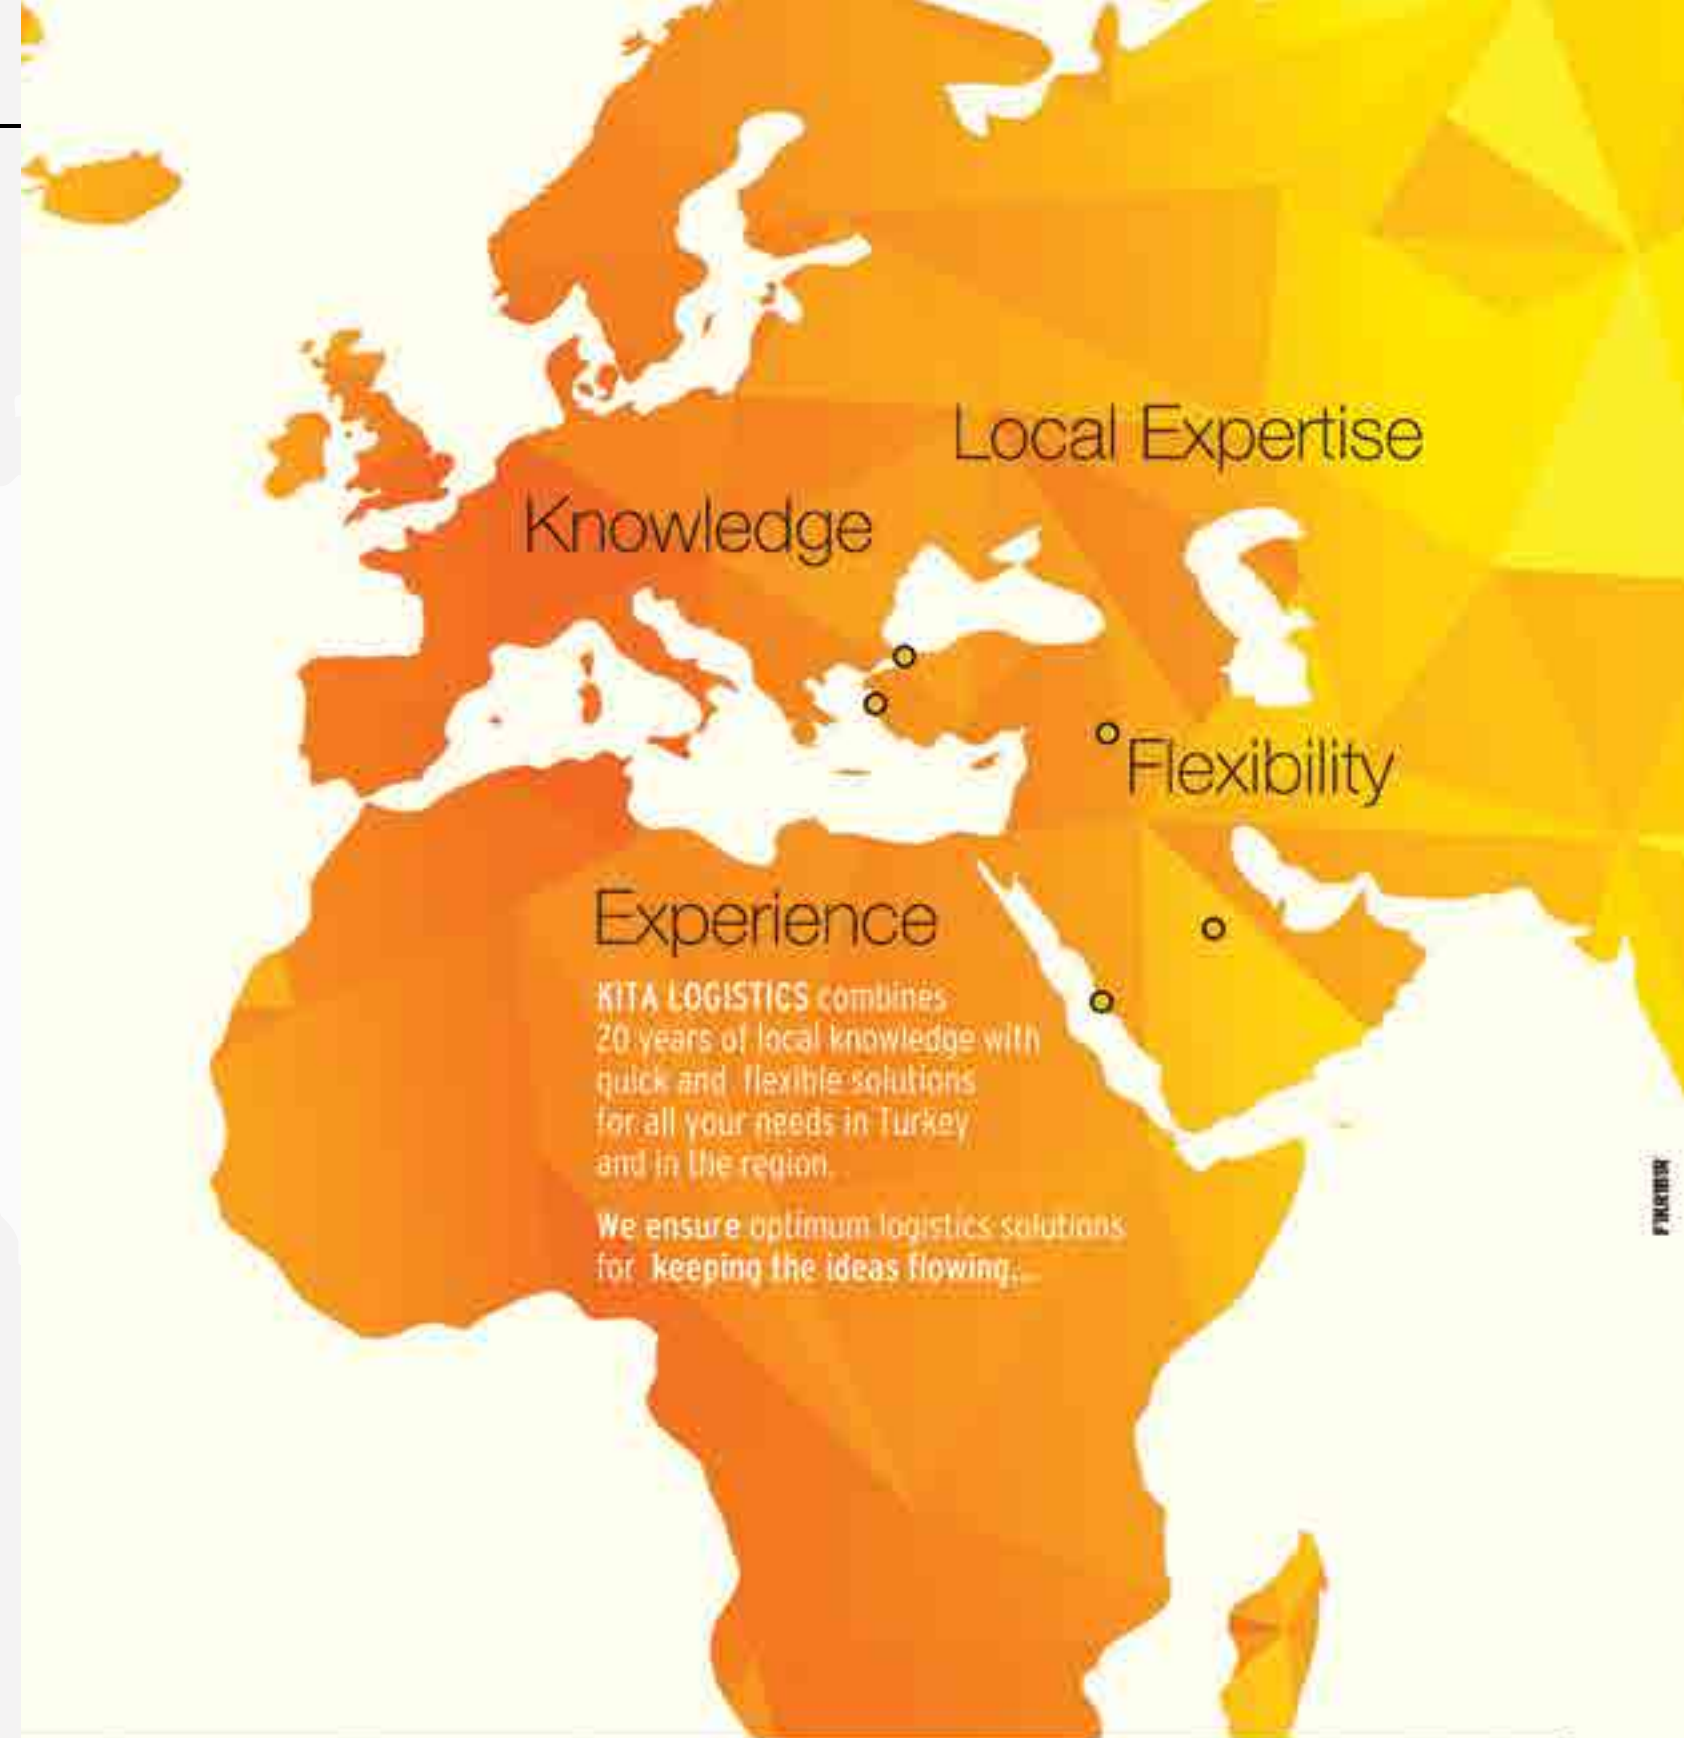 Local Expertise
Knowledge
Flexibility
Experience
KITA LOGISTICS combines
20 years of local knowledge with
quick and flexible solutions
for all your needs in Turkey
and in the region.
We ensure optimum logistics solutions
for keeping the ideas flowing...
FIKRIBIR